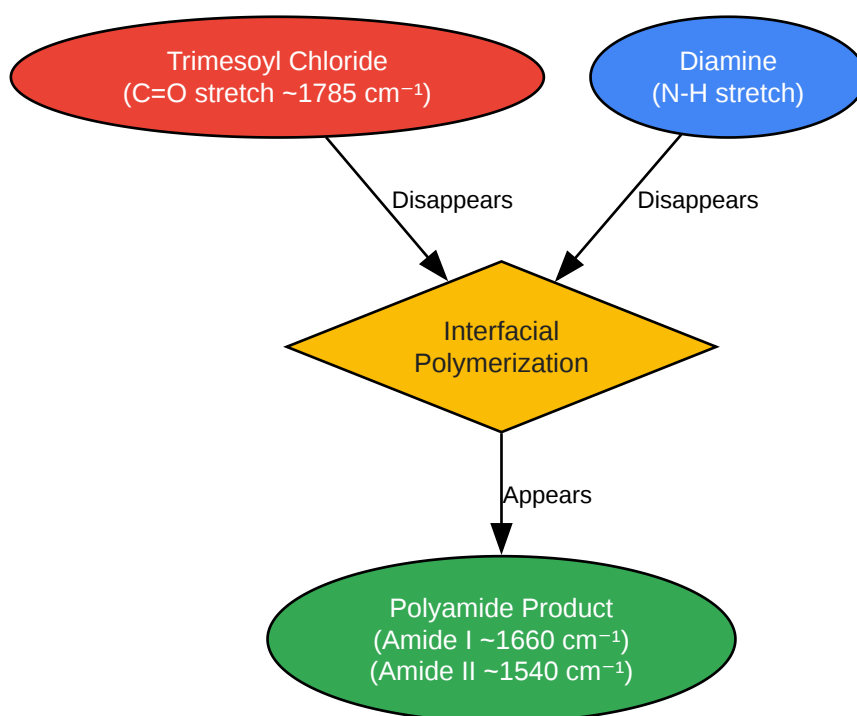 Trimesoyl Chloride
(C=O stretch ~1785 cm⁻¹)
Diamine
(N-H stretch)
Disappears
Disappears
Interfacial
Polymerization
Appears
Polyamide Product
(Amide I ~1660 cm⁻¹)
(Amide II ~1540 cm⁻¹)